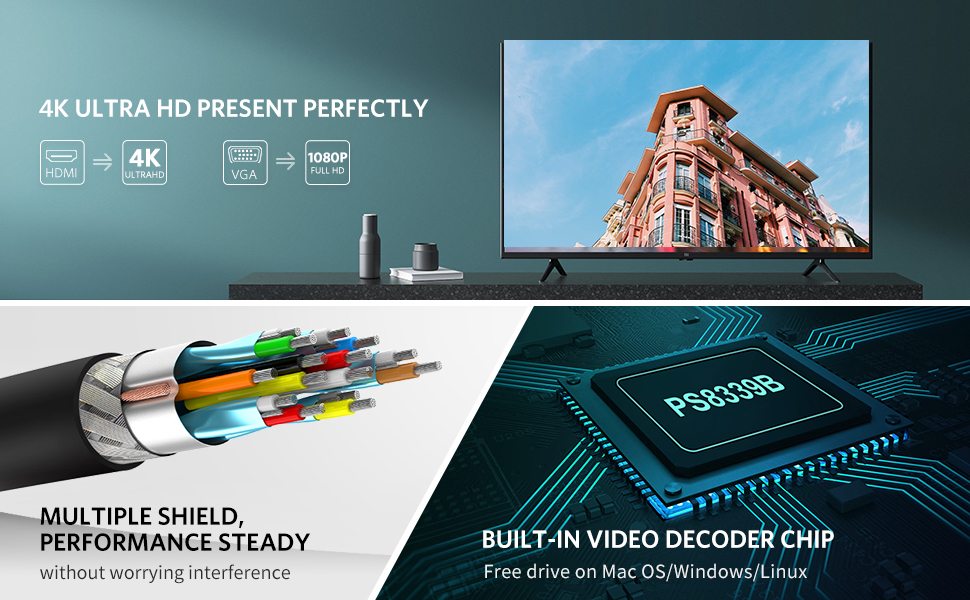 4K ULTRA HD PRESENT PERFECTLY
HDMI
4K
ULTRAHD
VGA
1080P
FULL HD
MULTIPLE SHIELD,
PERFORMANCE STEADY
without worrying interference
PS8339B
BUILT-IN VIDEO DECODER CHIP
Free drive on Mac OS/Windows/Linux